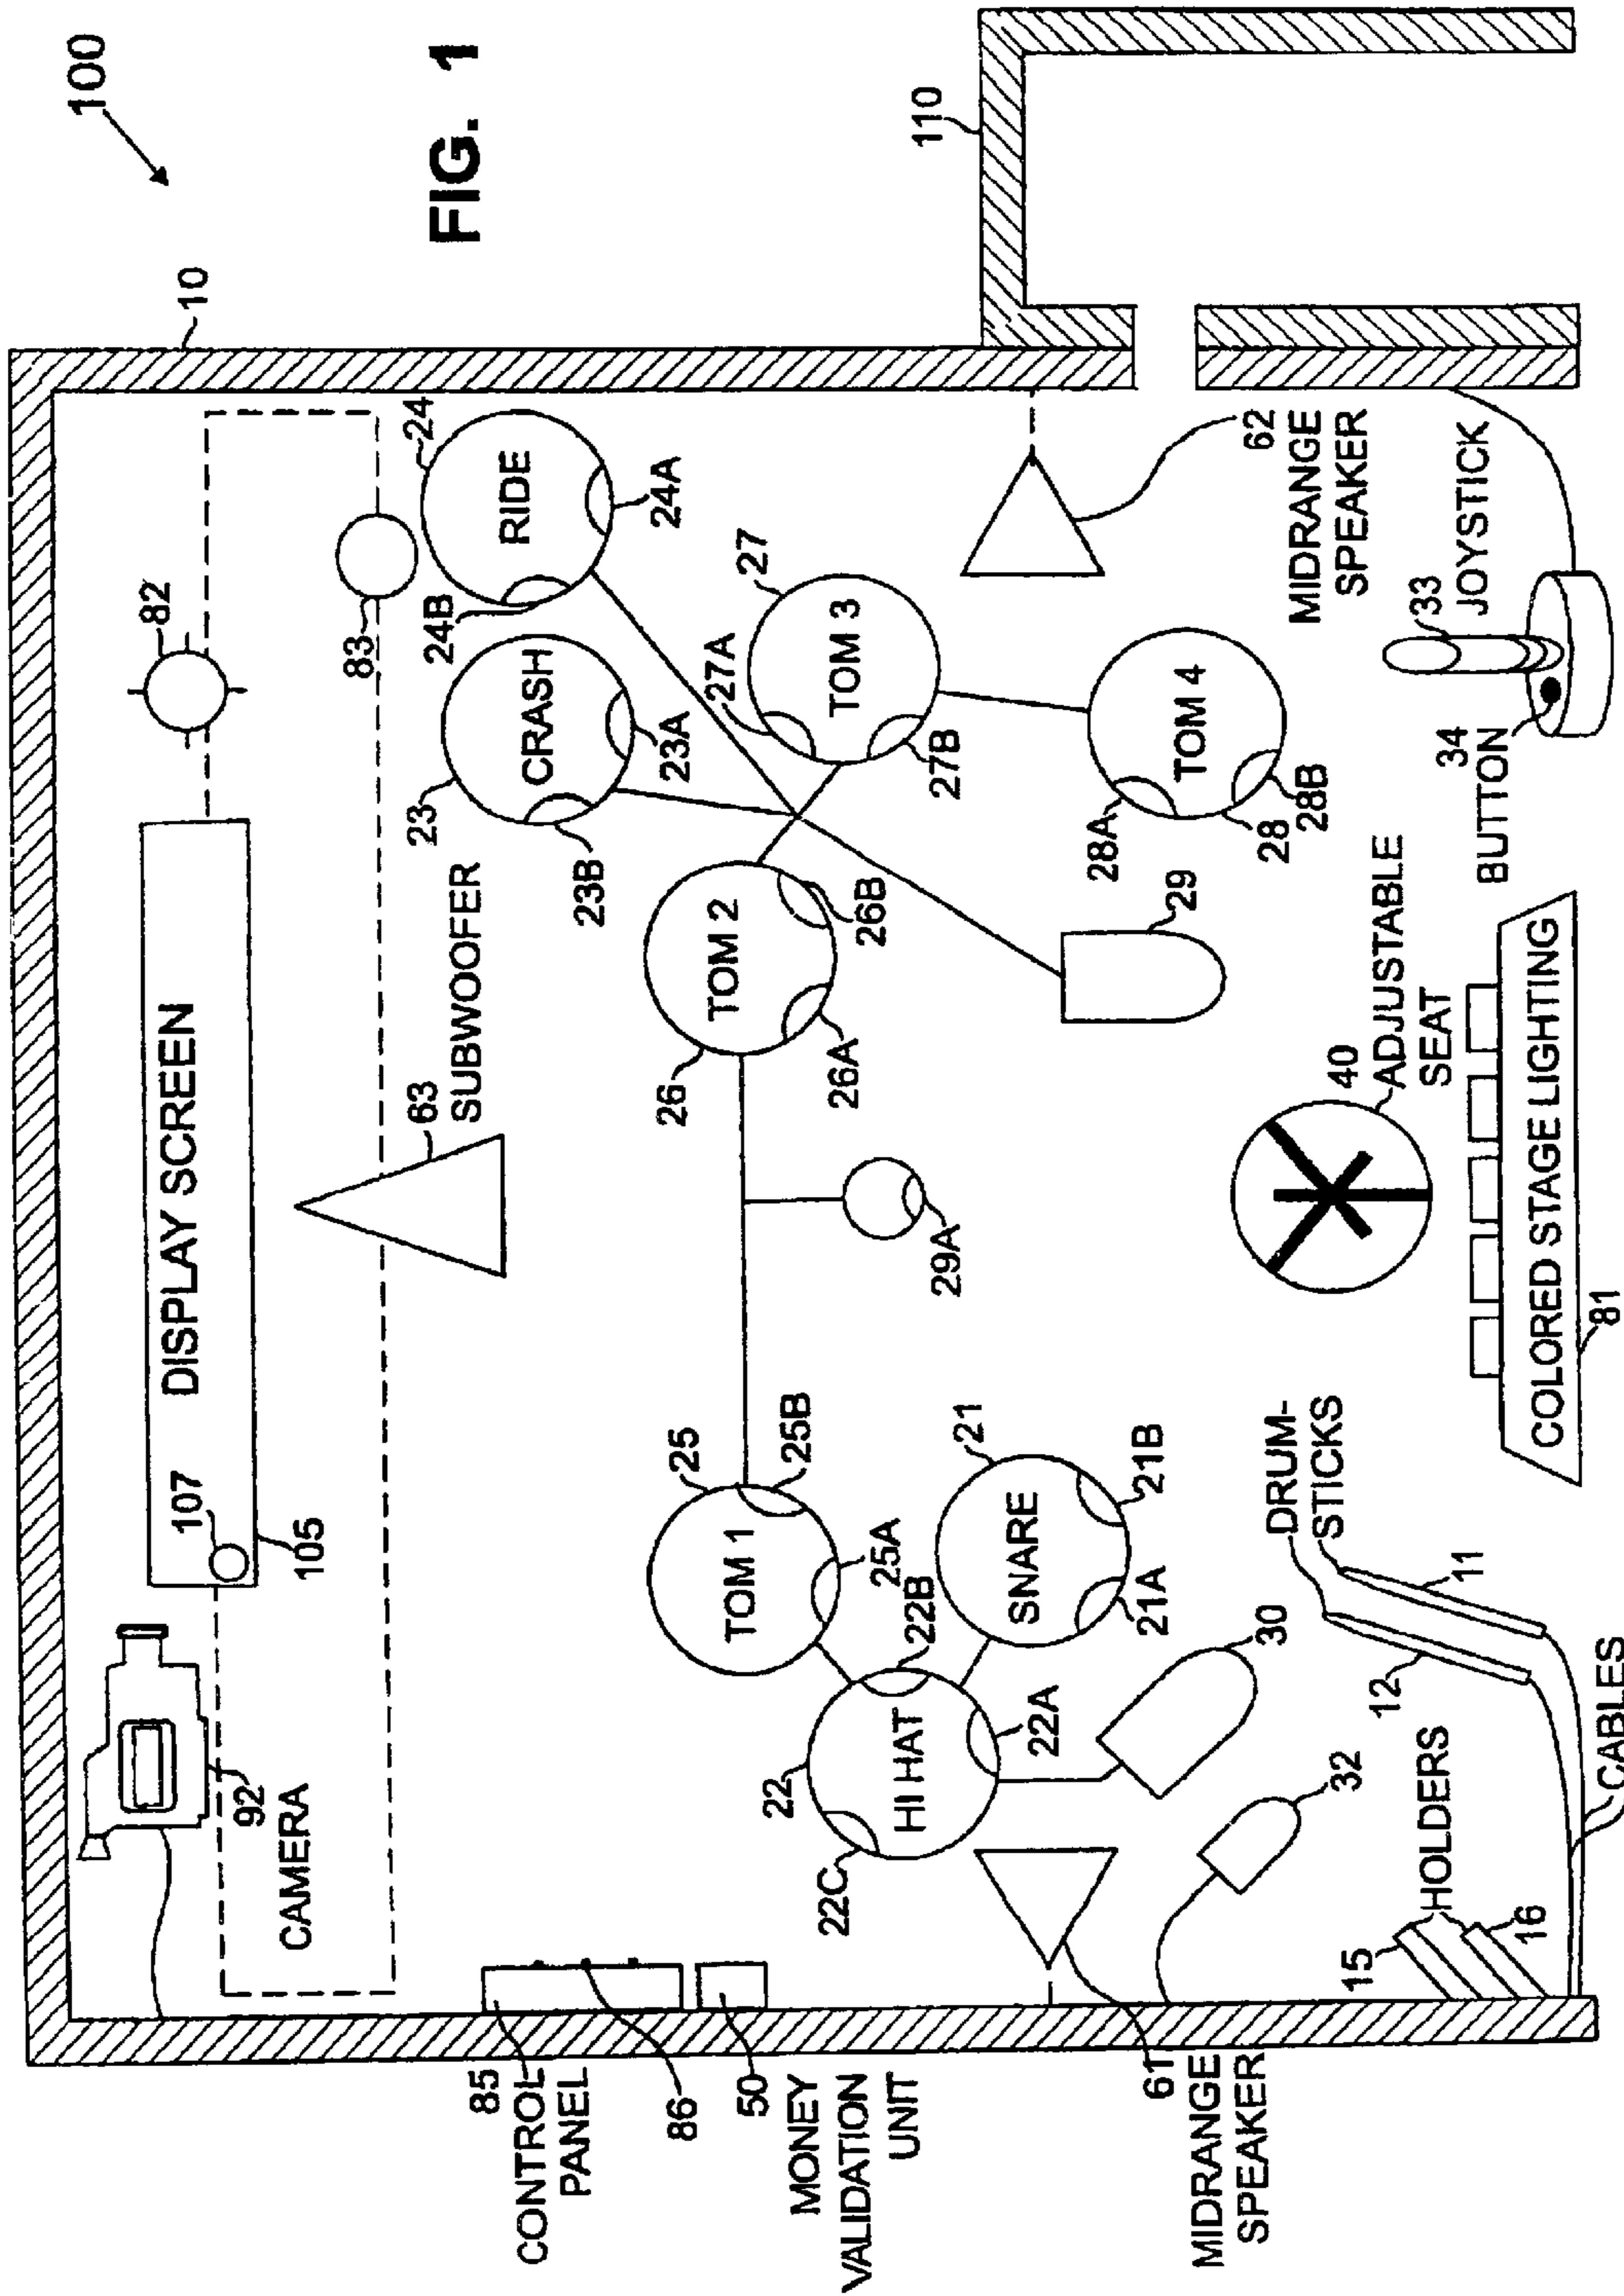 FIG. 1
100
10
110
DISPLAY SCREEN
107
105
92
CAMERA
82
83
63
SUBWOOFER
85
CONTROL
PANEL
86
50
MONEY
VALIDATION
UNIT
24
RIDE
24A
24B
23
CRASH
23A
23B
27
TOM 3
27A
27B
26
TOM 2
26A
26B
25
TOM 1
25A
25B
28
TOM 4
28A
28B
29
29A
22
HI HAT
22A
22B
22C
21
SNARE
21A
21B
30
32
61
MIDRANGE
SPEAKER
62
MIDRANGE
SPEAKER
33
JOYSTICK
34
BUTTON
40
ADJUSTABLE
SEAT
COLORED STAGE LIGHTING
81
DRUM-
STICKS
11
12
HOLDERS
15
16
CABLES